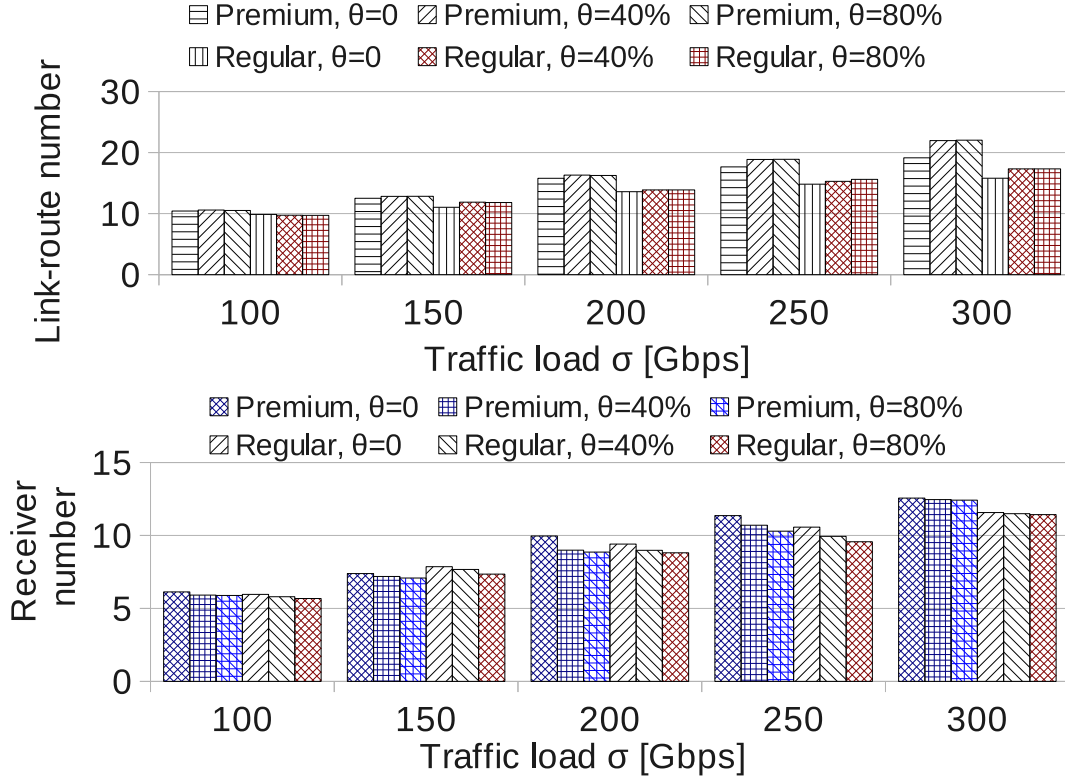 Premium, θ=0 Premium, θ=40% Premium, θ=80%
Regular, θ=0 Regular, θ=40% Regular, θ=80%
Link-route number
30
20
10
0
100 150 200 250 300
Traffic load σ [Gbps]
Premium, θ=0 Premium, θ=40% Premium, θ=80%
Regular, θ=0 Regular, θ=40% Regular, θ=80%
Receiver
number
15
10
5
0
100 150 200 250 300
Traffic load σ [Gbps]